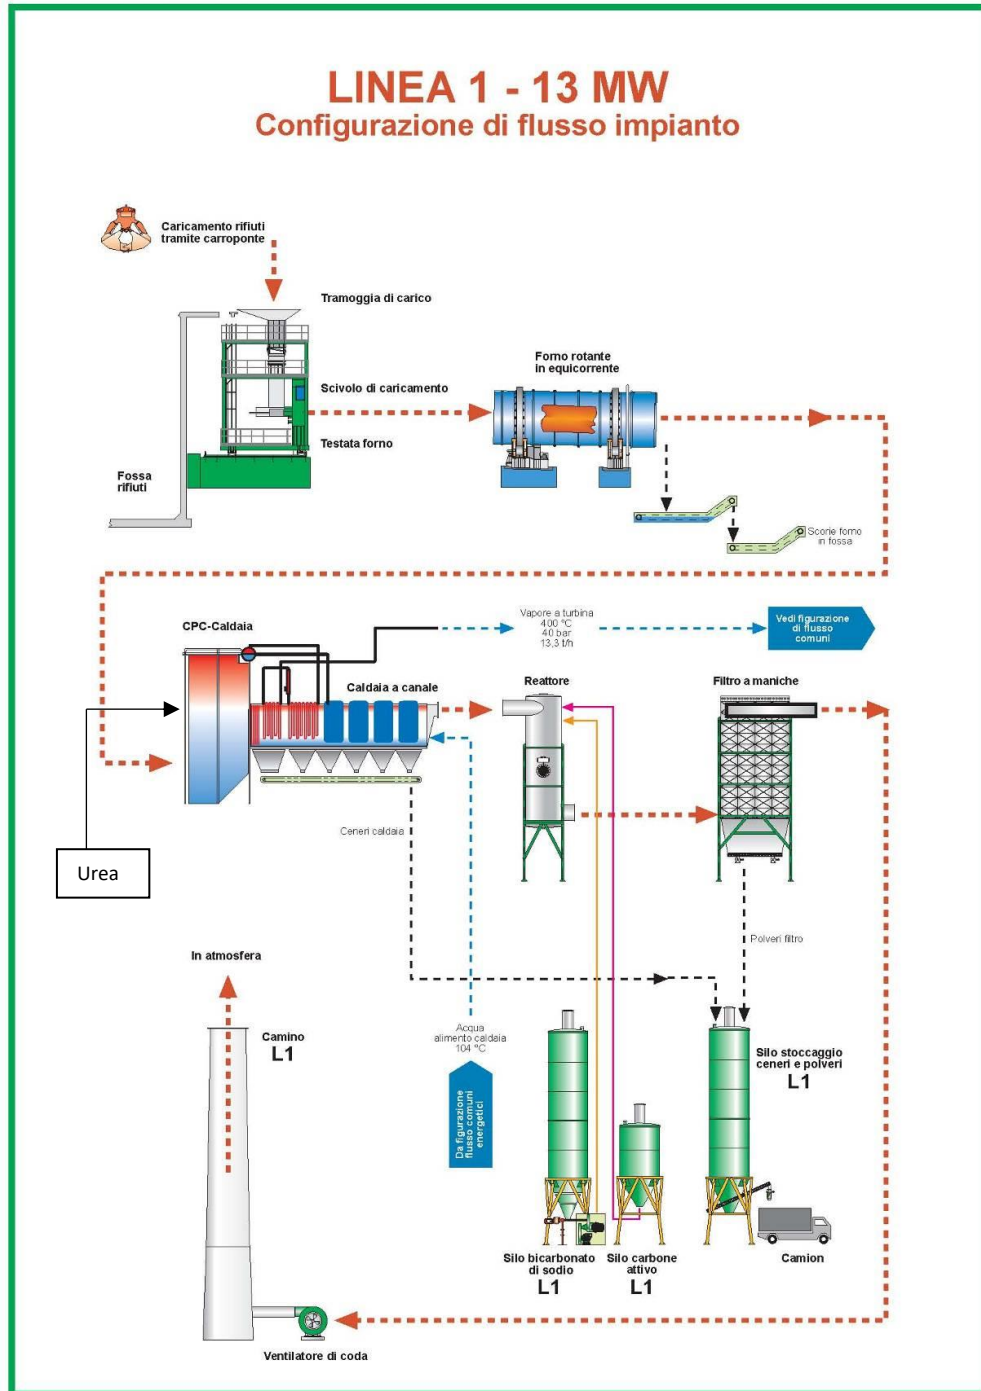 LINEA 1 - 13 MW
Configurazione di flusso impianto
Caricamento rifiuti
tramite carroponte
Tramoggia di carico
Forno rotante
in equicorrente
Scivolo di caricamento
Testata forno
Fossa
rifiuti
Scorie forno
in fossa
Vapore a turbina
400 °C
40 bar
13,3 t/h
Vedi figurazione
di flusso
comuni
CPC-Caldaia
Caldaia a canale
Reattore
Filtro a maniche
Ceneri caldaia
Urea
Polveri filtro
In atmosfera
Camino
L1
Acqua
alimento caldaia
104 °C
Da figurazione
flusso comuni
energetici
Silo stoccaggio
ceneri e polveri
L1
Silo bicarbonato
di sodio
L1
Silo carbone
attivo
L1
Camion
Ventilatore di coda